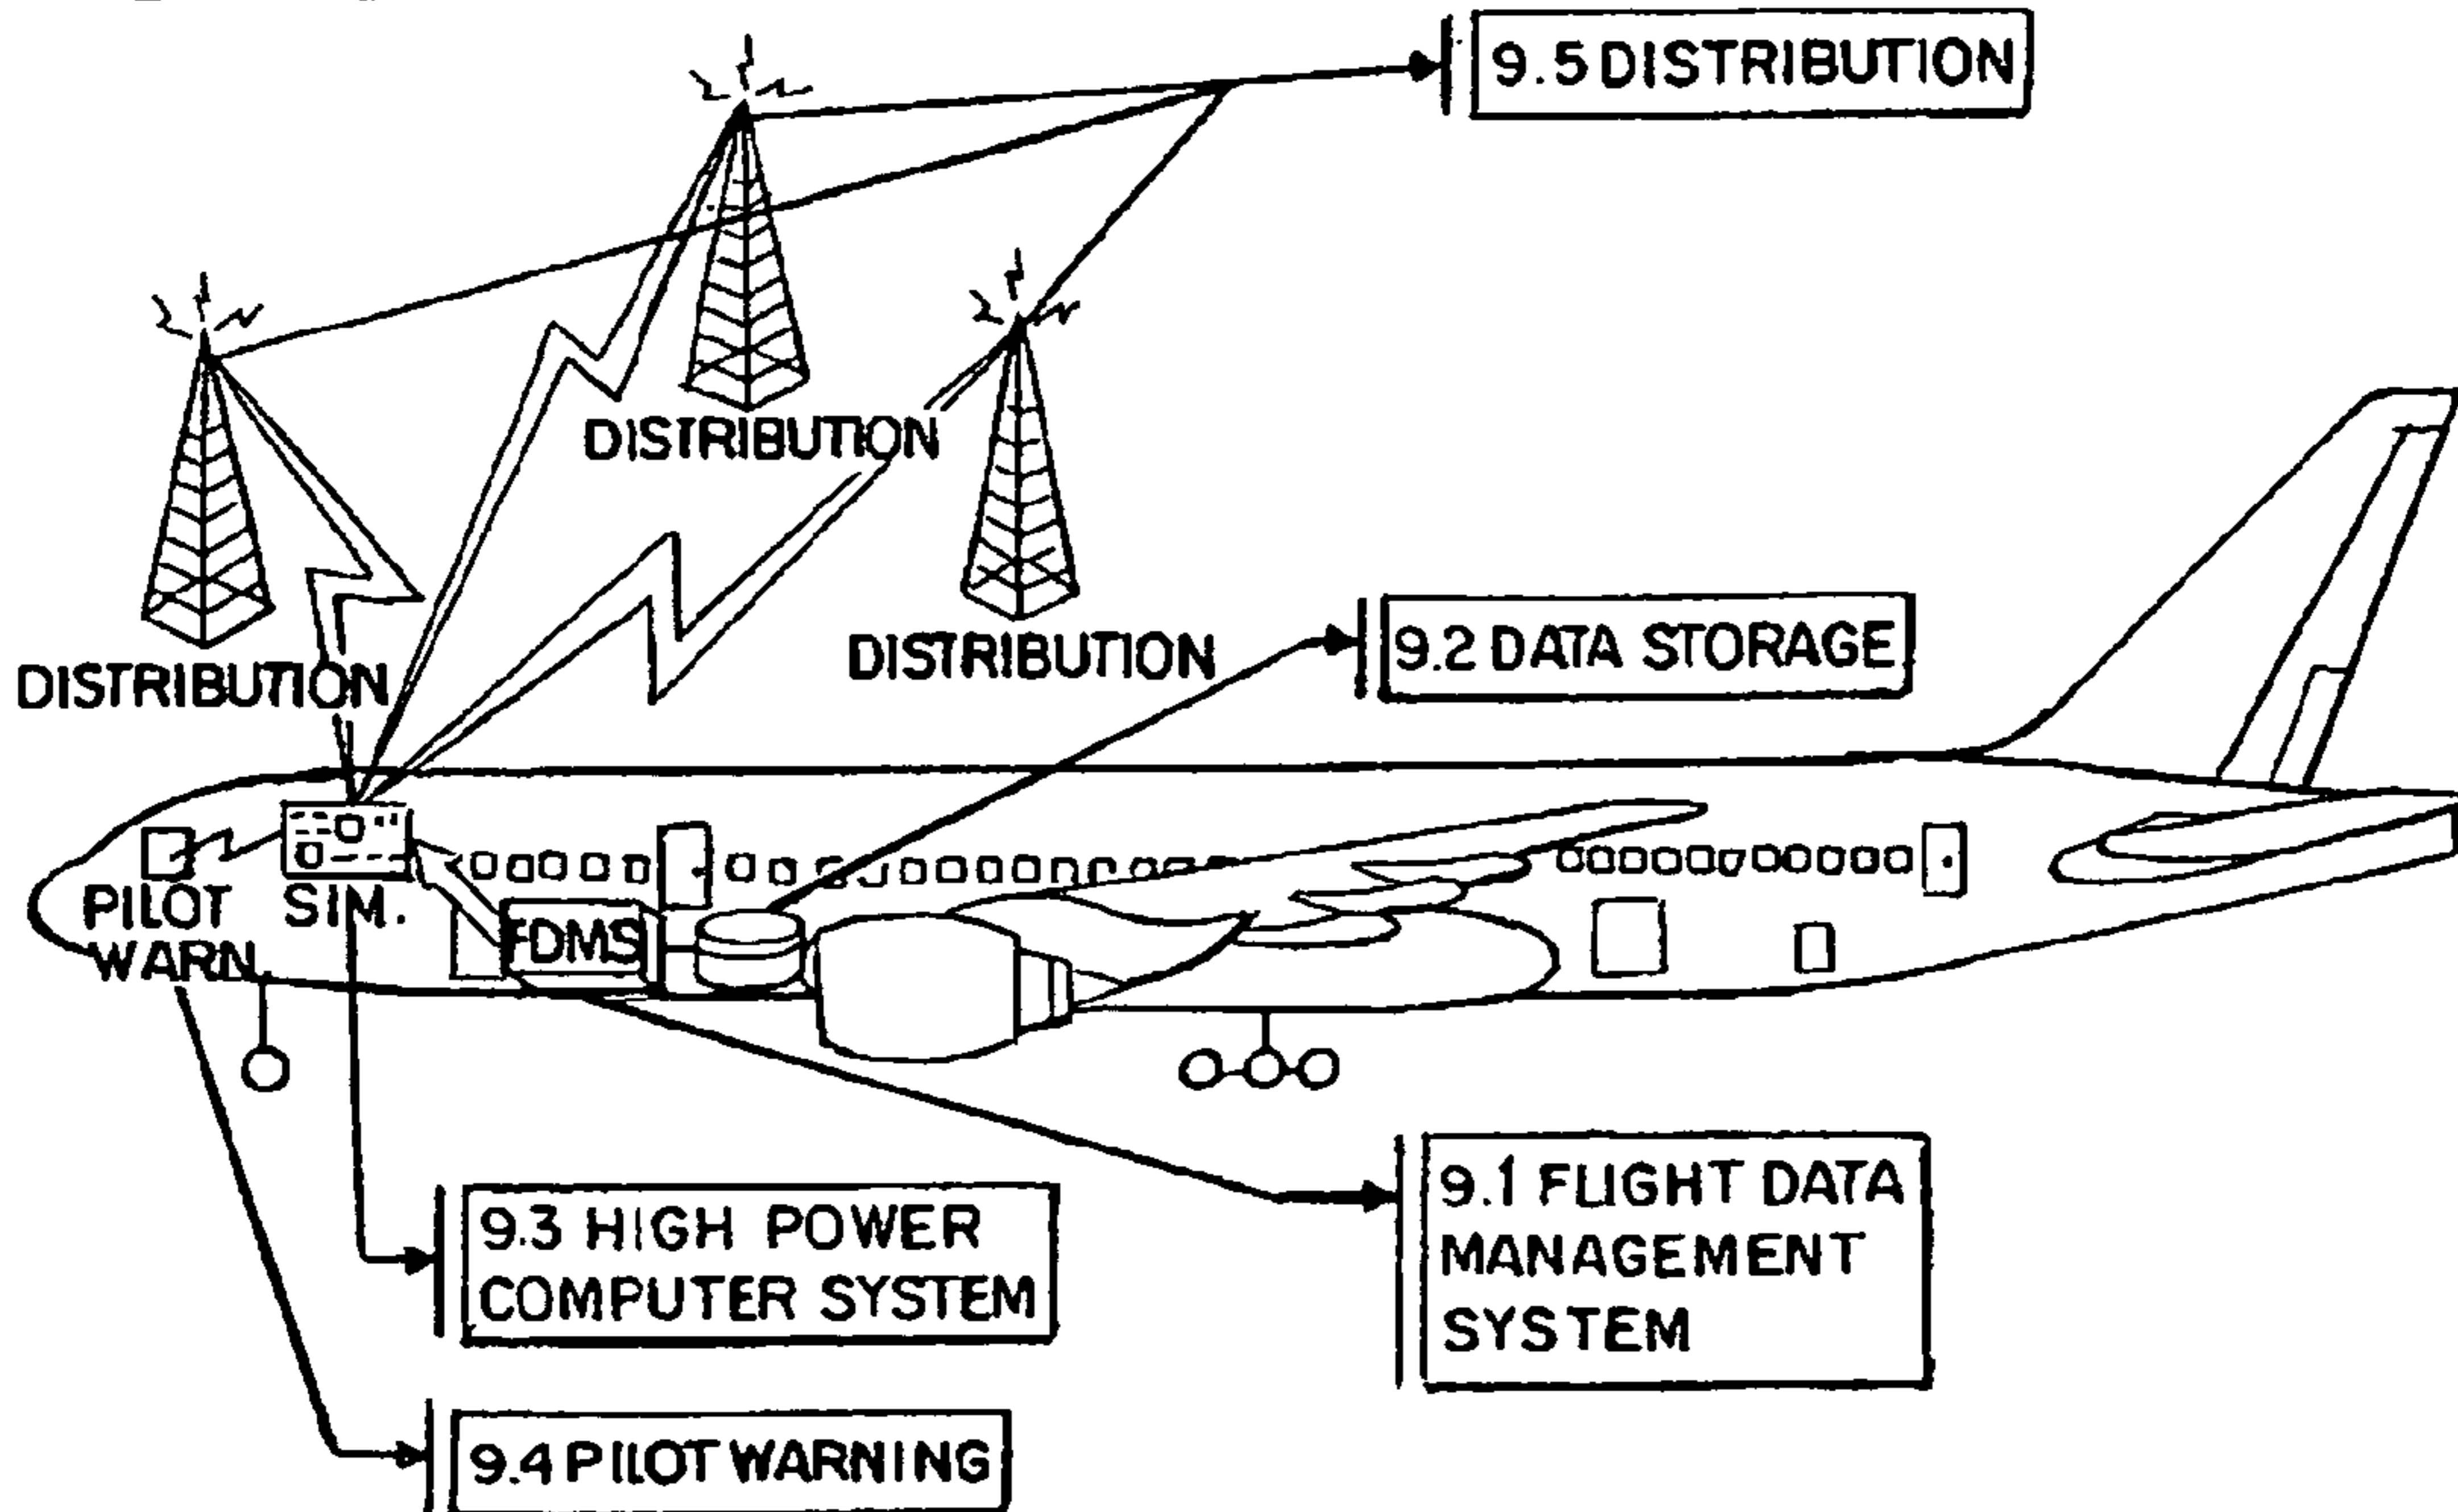 9.5 DISTRIBUTION
DISTRIBUTION
DISTRIBUTION
DISTRIBUTION
9.2 DATA STORAGE
PILOT
WARN.
SIM.
FDMS
9.1 FLIGHT DATA
MANAGEMENT
SYSTEM
9.3 HIGH POWER
COMPUTER SYSTEM
9.4 PILOT WARNING